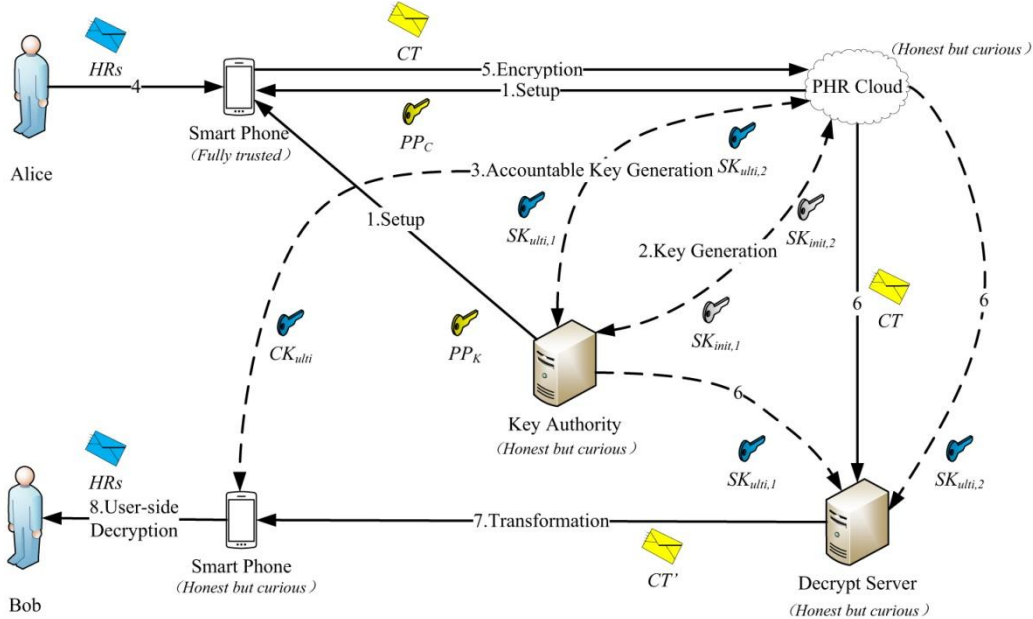 CT
(Honest but curious)
HRs
5.Encryption
4
1.Setup
PHR Cloud
Smart Phone
(Fully trusted)
PP_C
Alice
3.Accountable Key Generation
SK_ulti,2
1.Setup
SK_ulti,1
2.Key Generation
SK_init,2
6
6
CT
CK_ulti
PP_K
SK_init,1
6
Key Authority
(Honest but curious)
HRs
SK_ulti,1
SK_ulti,2
8.User-side
Decryption
7.Transformation
Smart Phone
(Honest but curious)
CT’
Decrypt Server
(Honest but curious)
Bob